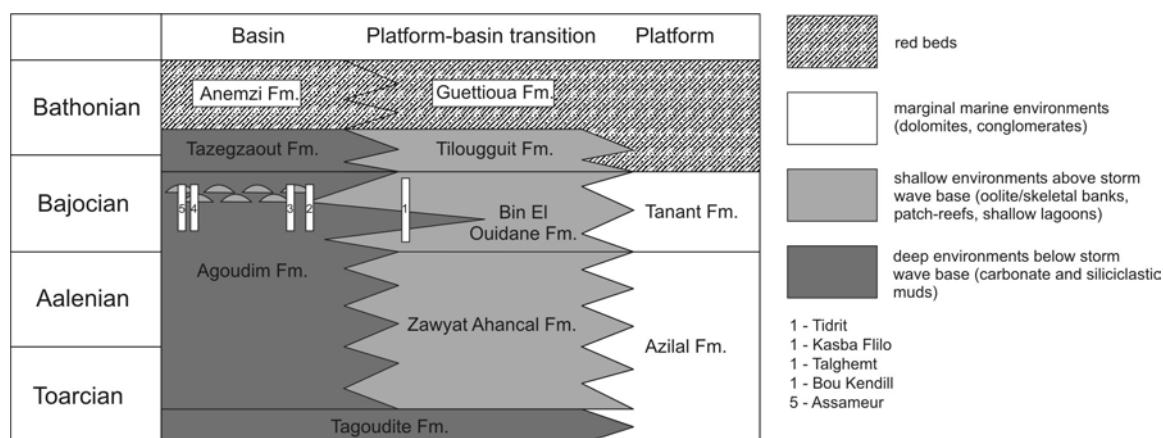 Basin Platform-basin transition Platform
Bathonian
Bajocian
Aalenian
Toarcian
Anemzi Fm. Guettioua Fm.
Tazegzaout Fm. Tilougguit Fm.
5 4 3 2 1
Bin El
Ouidane Fm.
Tanant Fm.
Agoudim Fm.
Zawyat Ahancal Fm.
Azilal Fm.
Tagoudite Fm.
red beds
marginal marine environments
(dolomites, conglomerates)
shallow environments above storm
wave base (oolite/skeletal banks,
patch-reefs, shallow lagoons)
deep environments below storm
wave base (carbonate and siliciclastic
muds)
1 - Tidrit
1 - Kasba Flilo
1 - Talghemt
1 - Bou Kendill
5 - Assameur